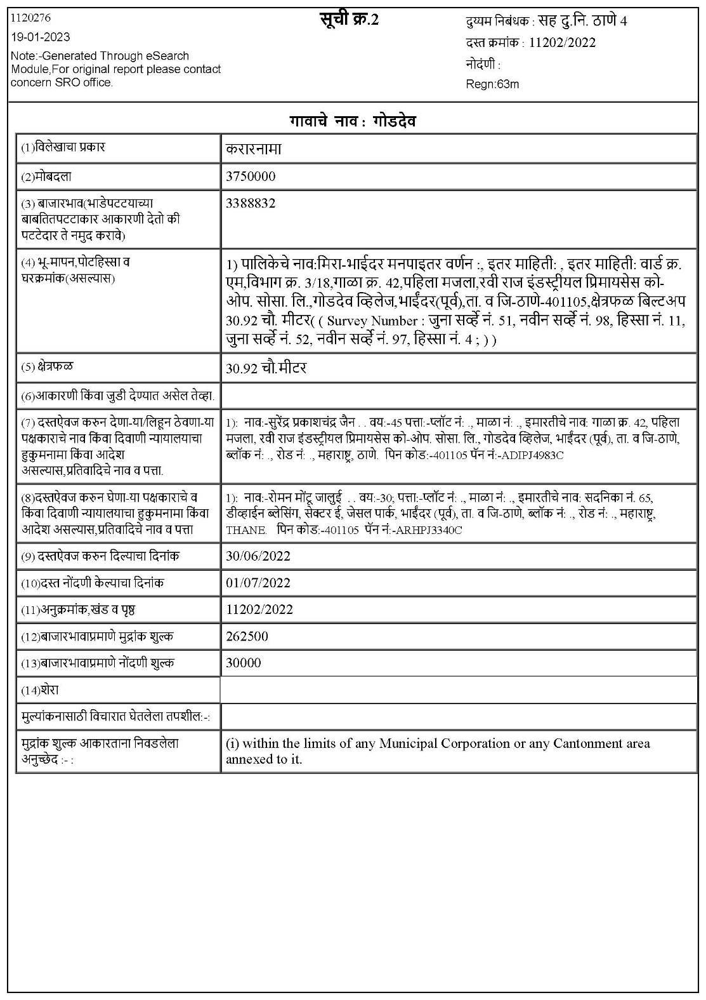 1120276
19-01-2023
Note:-Generated Through eSearch
Module,For original report please contact
concern SRO office.
सूची क्र.2
दुय्यम निबंधक : सह दु.नि. ठाणे 4
दस्त क्रमांक : 11202/2022
नोदंणी :
Regn:63m
गावाचे नाव : गोडदेव
(1)विलेखाचा प्रकार
करारनामा
(2)मोबदला
3750000
(3) बाजारभाव(भाडेपटटयाच्या
बाबतितपटटाकार आकारणी देतो की
पटटेदार ते नमुद करावे)
3388832
(4) भू-मापन,पोटहिस्सा व
घरक्रमांक(असल्यास)
1) पालिकेचे नाव:मिरा-भाईदर मनपाइतर वर्णन :, इतर माहिती: , इतर माहिती: वार्ड क्र.
एम,विभाग क्र. 3/18,गाळा क्र. 42,पहिला मजला,रवी राज इंडस्ट्रीयल प्रिमायसेस को-
ओप. सोसा. लि.,गोडदेव व्हिलेज,भाईंदर(पूर्व),ता. व जि-ठाणे-401105,क्षेत्रफळ बिल्टअप
30.92 चौ. मीटर( ( Survey Number : जुना सर्व्हे नं. 51, नवीन सर्व्हे नं. 98, हिस्सा नं. 11,
जुना सर्व्हे नं. 52, नवीन सर्व्हे नं. 97, हिस्सा नं. 4 ; ) )
(5) क्षेत्रफळ
30.92 चौ.मीटर
(6)आकारणी किंवा जुडी देण्यात असेल तेव्हा.
(7) दस्तऐवज करुन देणा-या/लिहून ठेवणा-या
पक्षकाराचे नाव किंवा दिवाणी न्यायालयाचा
हुकुमनामा किंवा आदेश
असल्यास,प्रतिवादिचे नाव व पत्ता.
1): नाव:-सुरेंद्र प्रकाशचंद्र जैन . . वय:-45 पत्ता:-प्लॉट नं: ., माळा नं: ., इमारतीचे नाव: गाळा क्र. 42, पहिला
मजला, रवी राज इंडस्ट्रीयल प्रिमायसेस को-ओप. सोसा. लि., गोडदेव व्हिलेज, भाईंदर (पूर्व), ता. व जि-ठाणे,
ब्लॉक नं: ., रोड नं: ., महाराष्ट्र, ठाणे. पिन कोड:-401105 पॅन नं:-ADIPJ4983C
(8)दस्तऐवज करुन घेणा-या पक्षकाराचे व
किंवा दिवाणी न्यायालयाचा हुकुमनामा किंवा
आदेश असल्यास,प्रतिवादिचे नाव व पत्ता
1): नाव:-रोमन मोंटू जालुई . . वय:-30; पत्ता:-प्लॉट नं: ., माळा नं: ., इमारतीचे नाव: सदनिका नं. 65,
डीव्हाईन ब्लेसिंग, सेक्टर ई, जेसल पार्क, भाईंदर (पूर्व), ता. व जि-ठाणे, ब्लॉक नं: ., रोड नं: ., महाराष्ट्र,
THANE. पिन कोड:-401105 पॅन नं:-ARHPJ3340C
(9) दस्तऐवज करुन दिल्याचा दिनांक
30/06/2022
(10)दस्त नोंदणी केल्याचा दिनांक
01/07/2022
(11)अनुक्रमांक,खंड व पृष्ठ
11202/2022
(12)बाजारभावाप्रमाणे मुद्रांक शुल्क
262500
(13)बाजारभावाप्रमाणे नोंदणी शुल्क
30000
(14)शेरा
मुल्यांकनासाठी विचारात घेतलेला तपशील:-:
मुद्रांक शुल्क आकारताना निवडलेला
अनुच्छेद :- :
(i) within the limits of any Municipal Corporation or any Cantonment area
annexed to it.